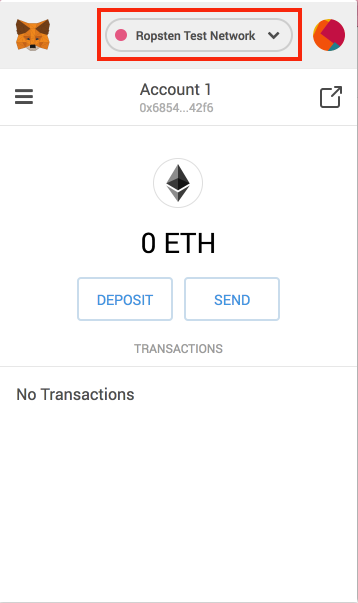 Ropsten Test Network
Account 1
0x6854...42f6
0 ETH
DEPOSIT
SEND
TRANSACTIONS
No Transactions